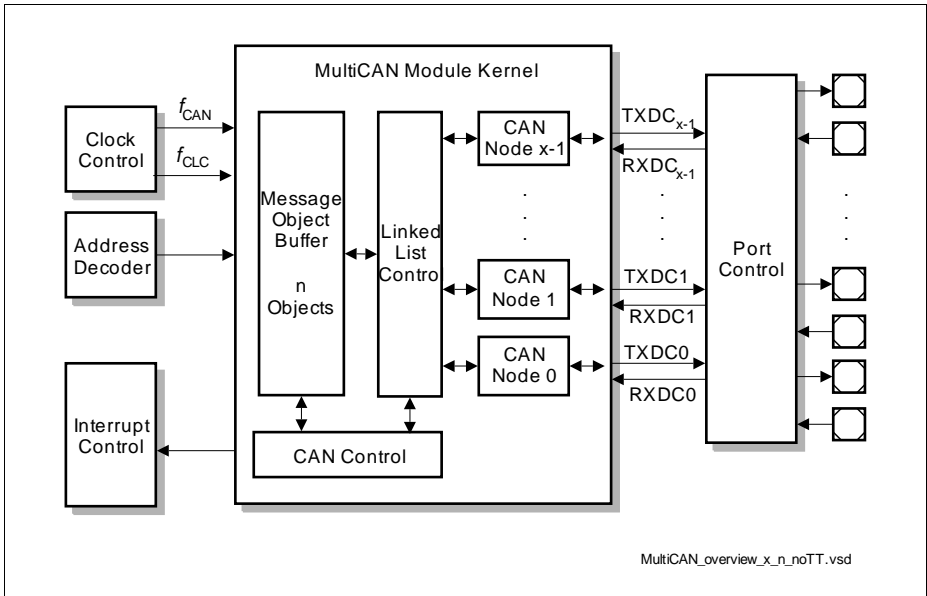 MultiCAN Module Kernel
fCAN
Clock
Control
fCLC
Address
Decoder
Interrupt
Control
Message
Object
Buffer
n
Objects
Linked
List
Control
CAN
Node x-1
CAN
Node 1
CAN
Node 0
CAN Control
TXDCx-1
RXDCx-1
TXDC1
RXDC1
TXDC0
RXDC0
Port
Control
MultiCAN_overview_x_n_noTT.vsd